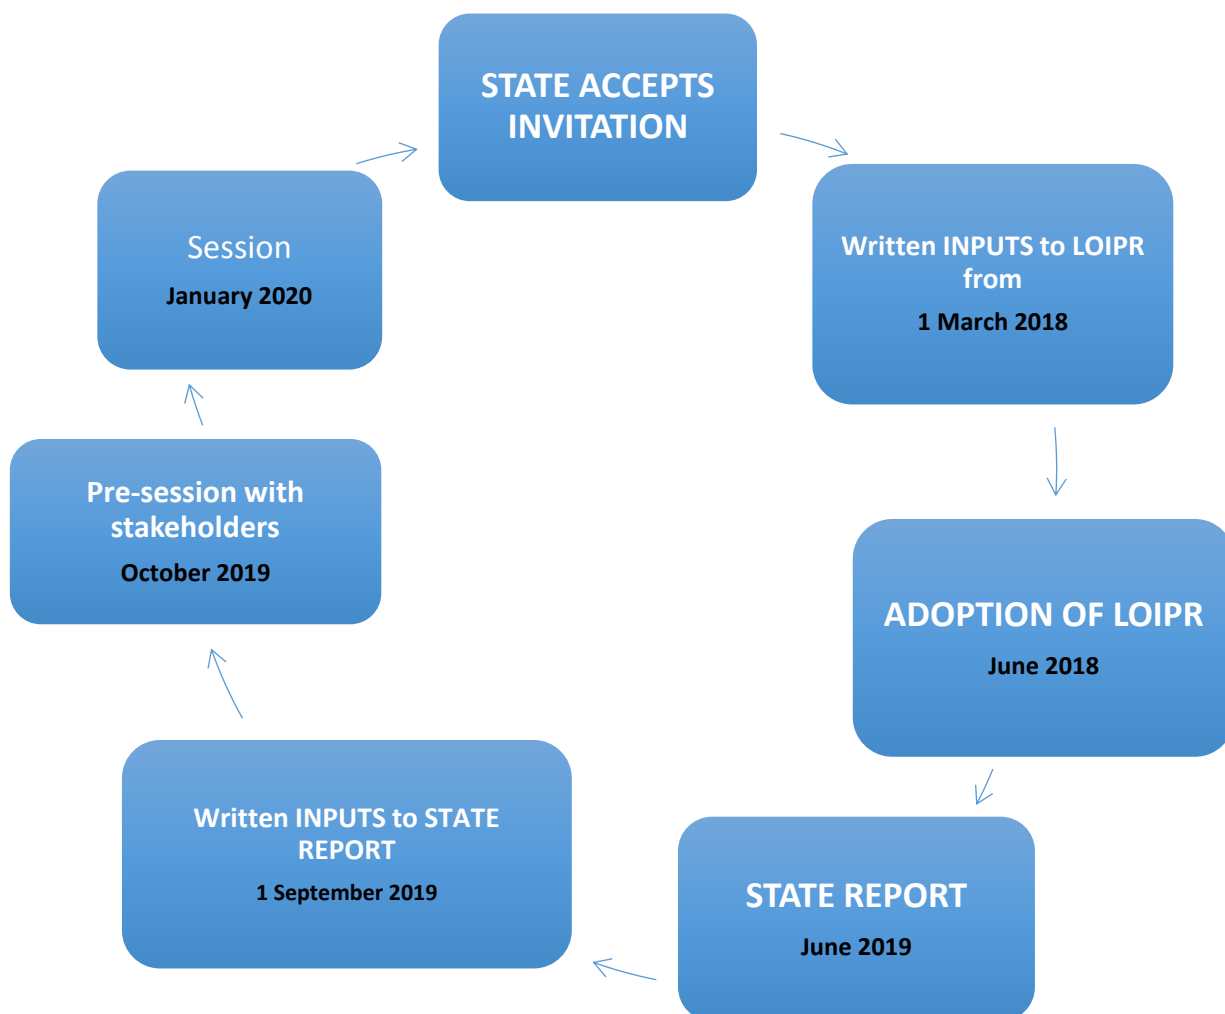 STATE ACCEPTS
INVITATION
Written INPUTS to LOIPR
from
1 March 2018
ADOPTION OF LOIPR
June 2018
STATE REPORT
June 2019
Written INPUTS to STATE
REPORT
1 September 2019
Pre-session with
stakeholders
October 2019
Session
January 2020